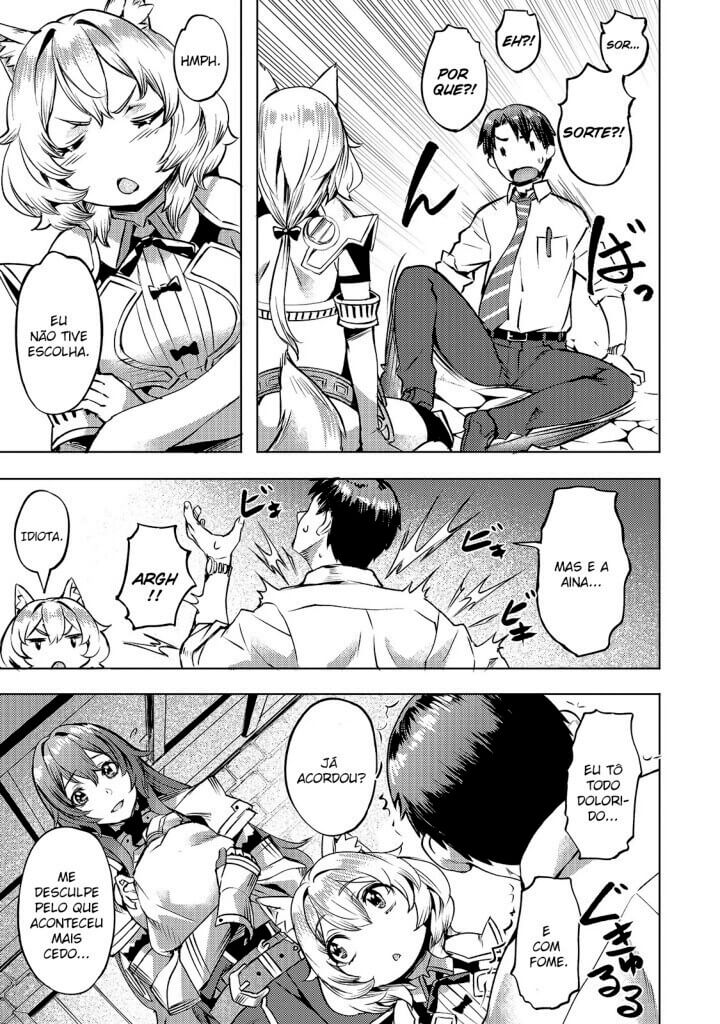 SOR...
SORTE?!
EH?!
POR
QUE?!
ばっ
ん
HMPH.
EU
NÃO TIVE
ESCOLHA.
MAS E A
AINA...
ビキ
ビキ
ビキ
ARGH
!!
IDIOTA.
EU TÔ
TODO
DOLORI-
DO...
E
COM
FOME.
ぐきゅ
るる
JÁ
ACORDOU?
ME
DESCULPE
PELO QUE
ACONTECEU
MAIS
CEDO...